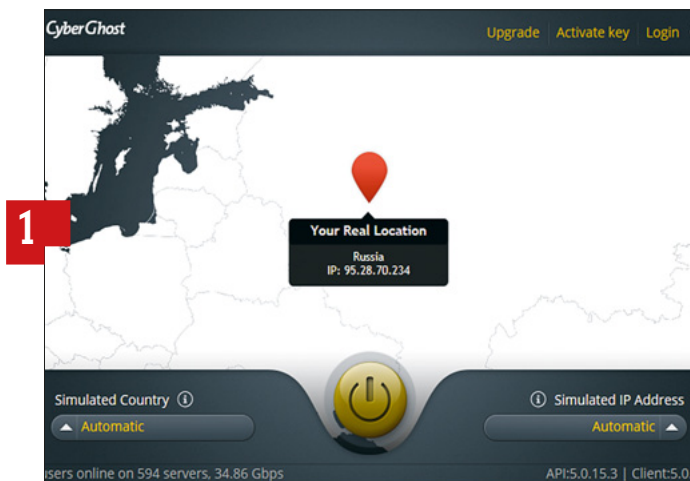 CyberGhost
Upgrade Activate key Login
1
Your Real Location
Russia
IP: 95.28.70.234
Simulated Country
Simulated IP Address
Automatic
Automatic
users online on 594 servers, 34.86 Gbps
API:5.0.15.3 | Client:5.0